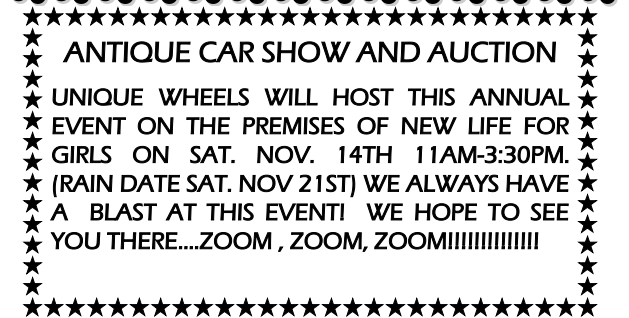 ANTIQUE CAR SHOW AND AUCTION
UNIQUE WHEELS WILL HOST THIS ANNUAL
EVENT ON THE PREMISES OF NEW LIFE FOR
GIRLS ON SAT. NOV. 14TH 11AM-3:30PM.
(RAIN DATE SAT. NOV 21ST) WE ALWAYS HAVE
A BLAST AT THIS EVENT! WE HOPE TO SEE
YOU THERE....ZOOM , ZOOM, ZOOM!!!!!!!!!!!!!!!